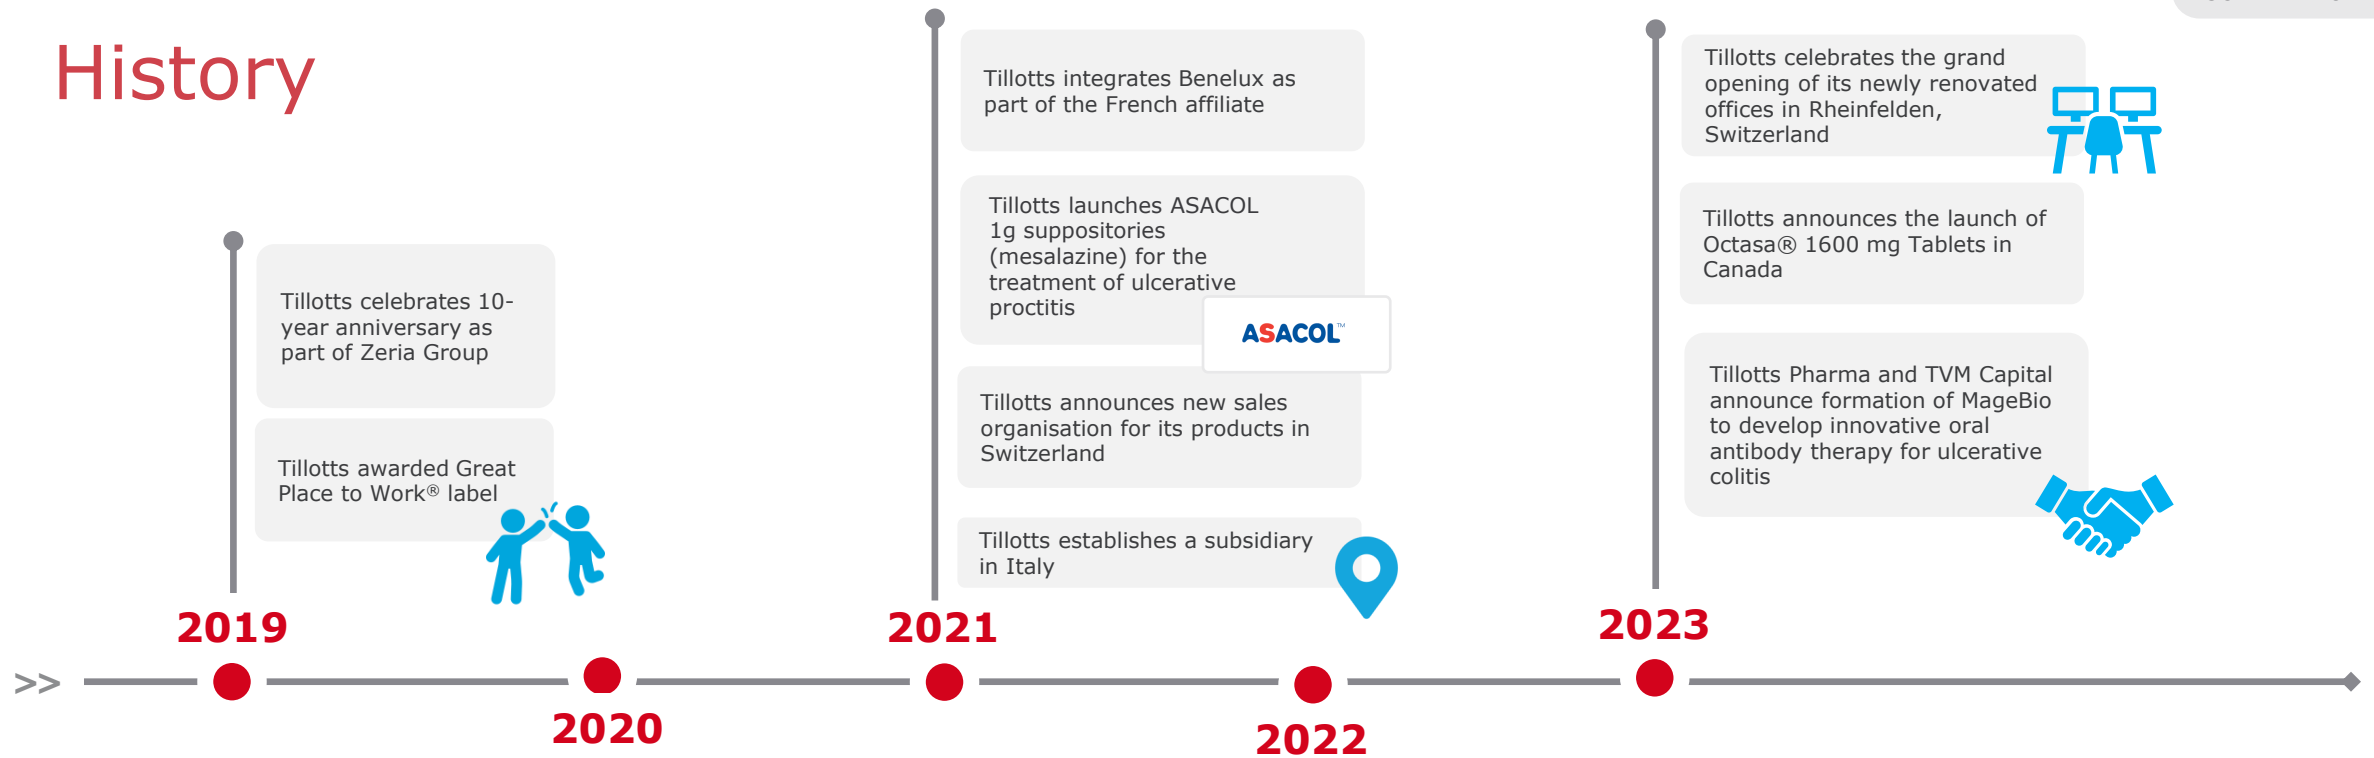 History
Tillotts celebrates 10-
year anniversary as
part of Zeria Group
Tillotts awarded Great
Place to Work® label
2019
2020
Tillotts integrates Benelux as
part of the French affiliate
Tillotts launches ASACOL
1g suppositories
(mesalazine) for the
treatment of ulcerative
proctitis
ASACOL™
Tillotts announces new sales
organisation for its products in
Switzerland
Tillotts establishes a subsidiary
in Italy
2021
2022
Tillotts celebrates the grand
opening of its newly renovated
offices in Rheinfelden,
Switzerland
Tillotts announces the launch of
Octasa® 1600 mg Tablets in
Canada
Tillotts Pharma and TVM Capital
announce formation of MageBio
to develop innovative oral
antibody therapy for ulcerative
colitis
2023
>>